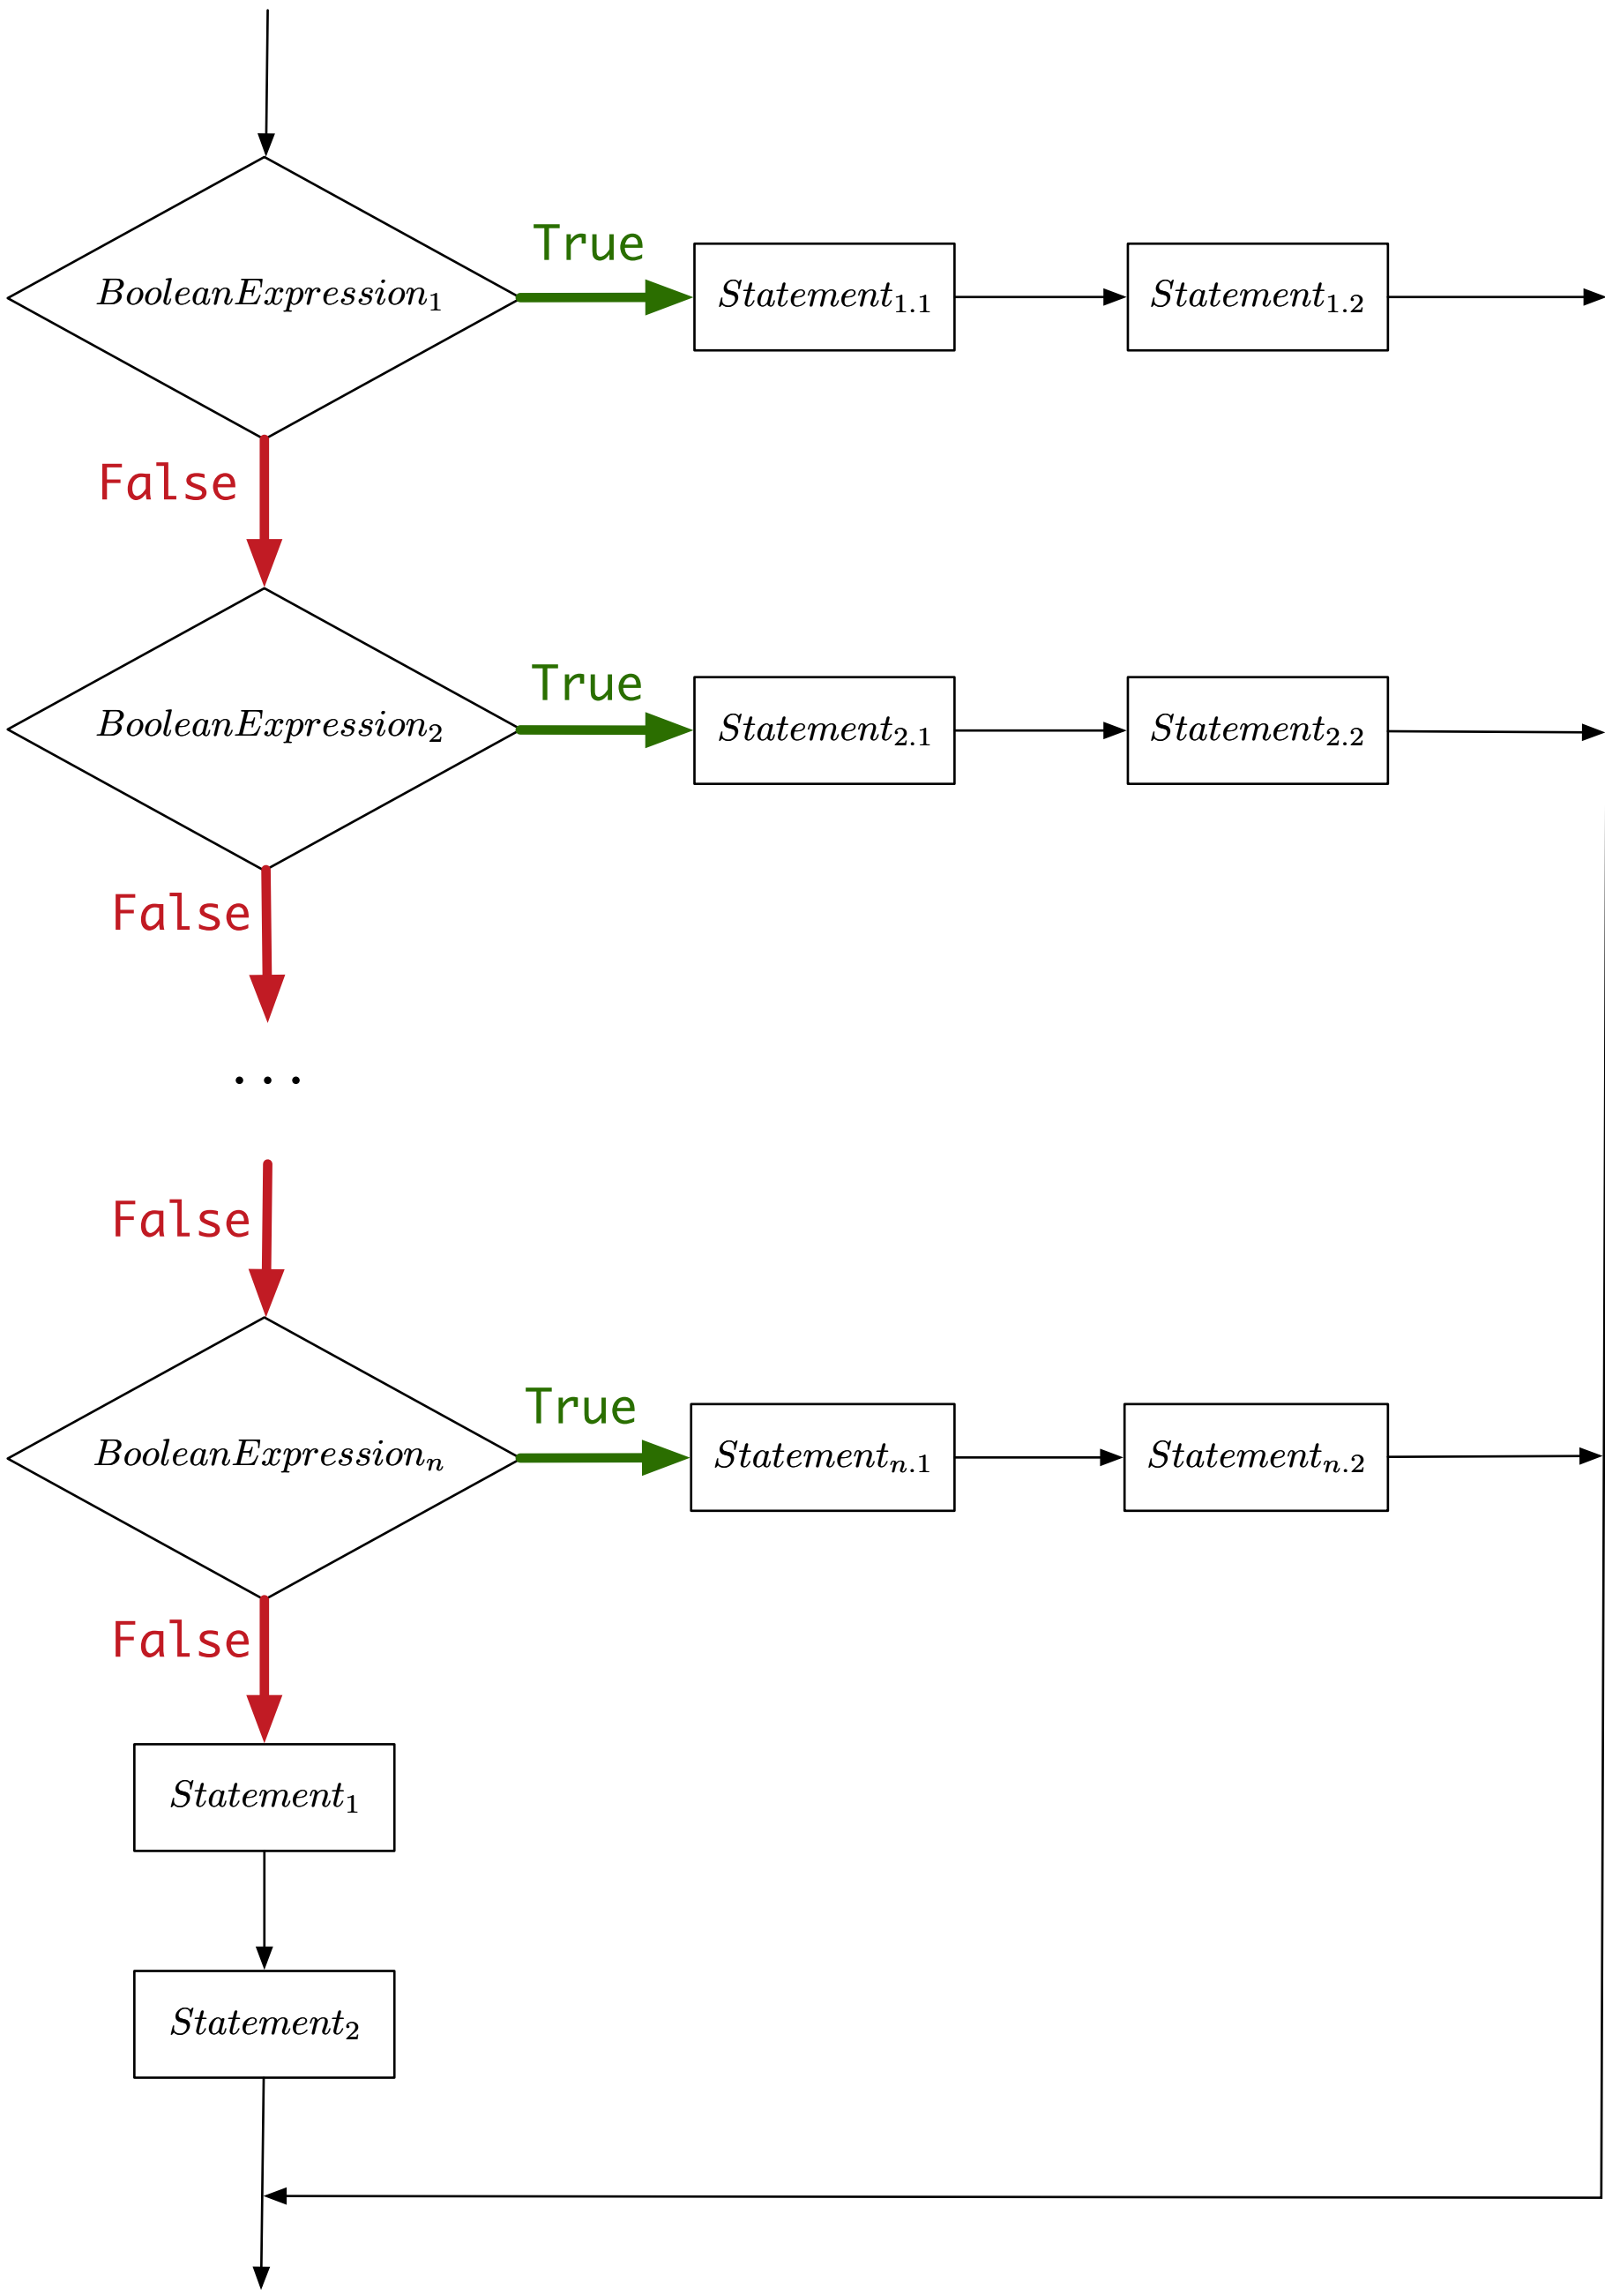 True
BooleanExpression₁
Statement₁.₁
Statement₁.₂
False
True
BooleanExpression₂
Statement₂.₁
Statement₂.₂
False
...
False
True
BooleanExpressionₙ
Statementₙ.₁
Statementₙ.₂
False
Statement₁
Statement₂